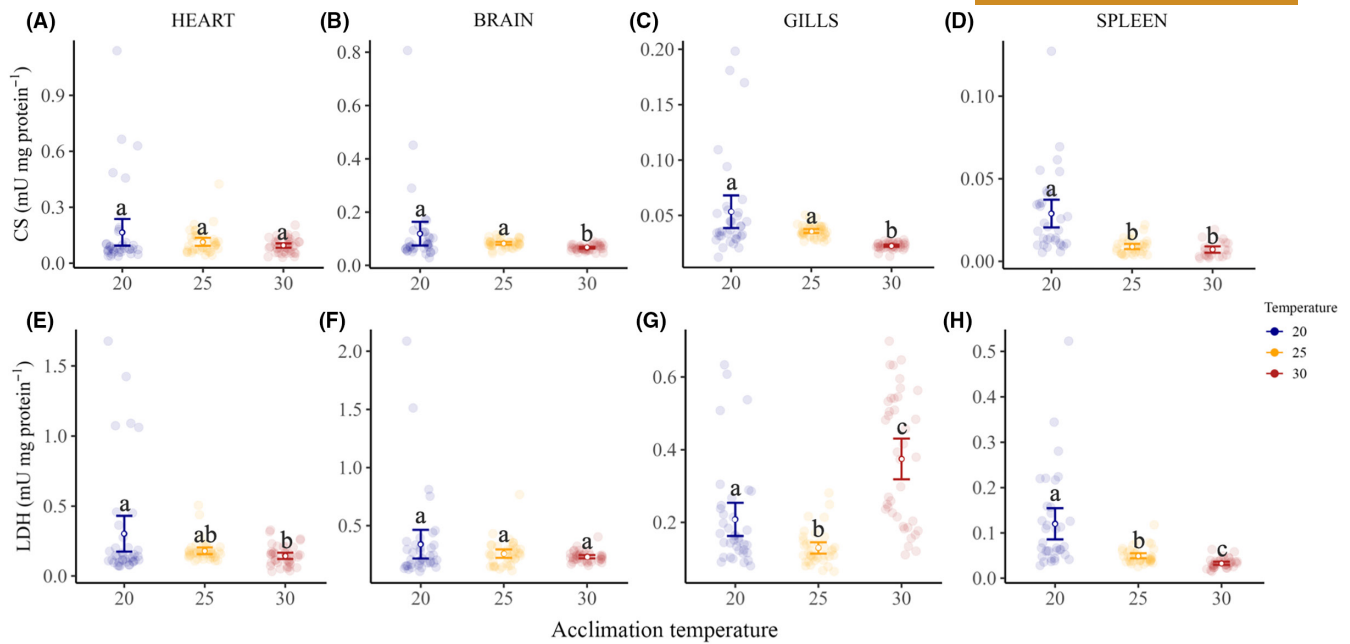 (A) HEART (B) BRAIN (C) GILLS (D) SPLEEN
CS (mU mg protein⁻¹)
0.9
0.6
0.3
0.0
a a a
20 25 30
0.8
0.6
0.4
0.2
0.0
a a b
20 25 30
0.20
0.15
0.10
0.05
a a b
20 25 30
0.10
0.05
0.00
a b b
20 25 30
Temperature
20
25
30
(E) (F) (G) (H)
LDH (mU mg protein⁻¹)
1.5
1.0
0.5
0.0
a ab b
20 25 30
2.0
1.5
1.0
0.5
a a a
20 25 30
0.6
0.4
0.2
a b c
20 25 30
0.5
0.4
0.3
0.2
0.1
0.0
a b c
20 25 30
Acclimation temperature